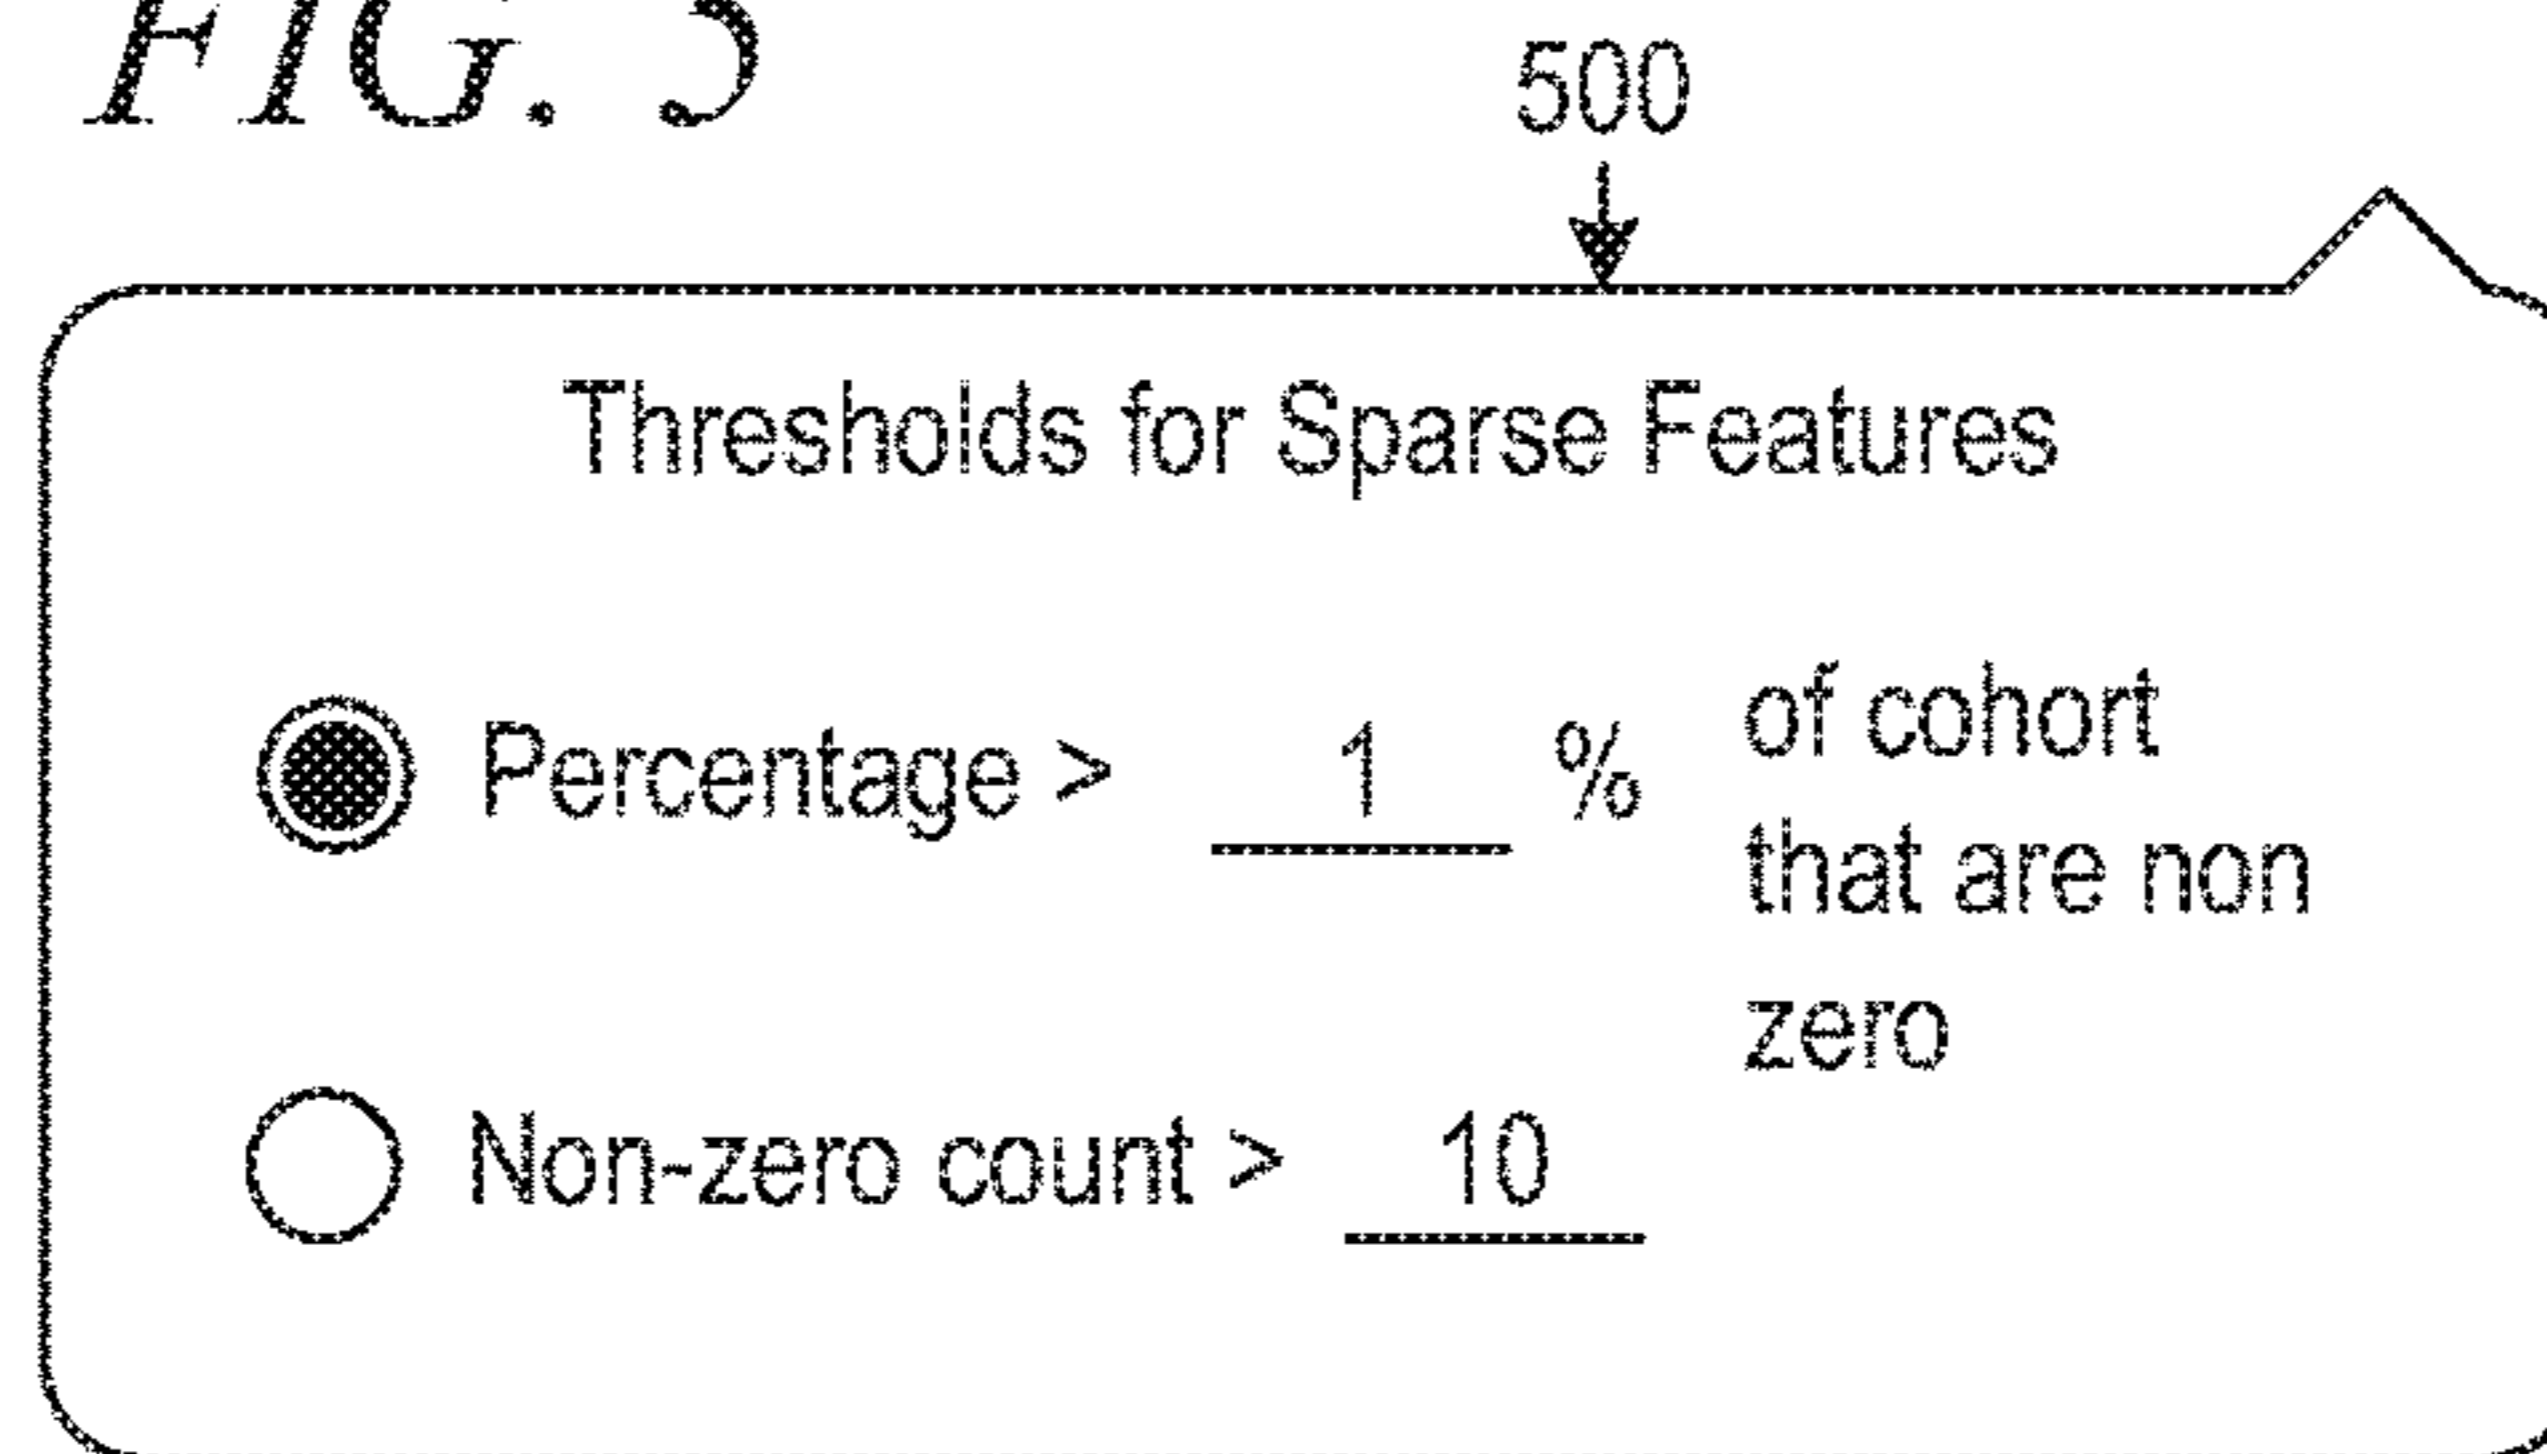 FIG. 5
500
Thresholds for Sparse Features
Percentage > 1 % of cohort
that are non
zero
Non-zero count > 10